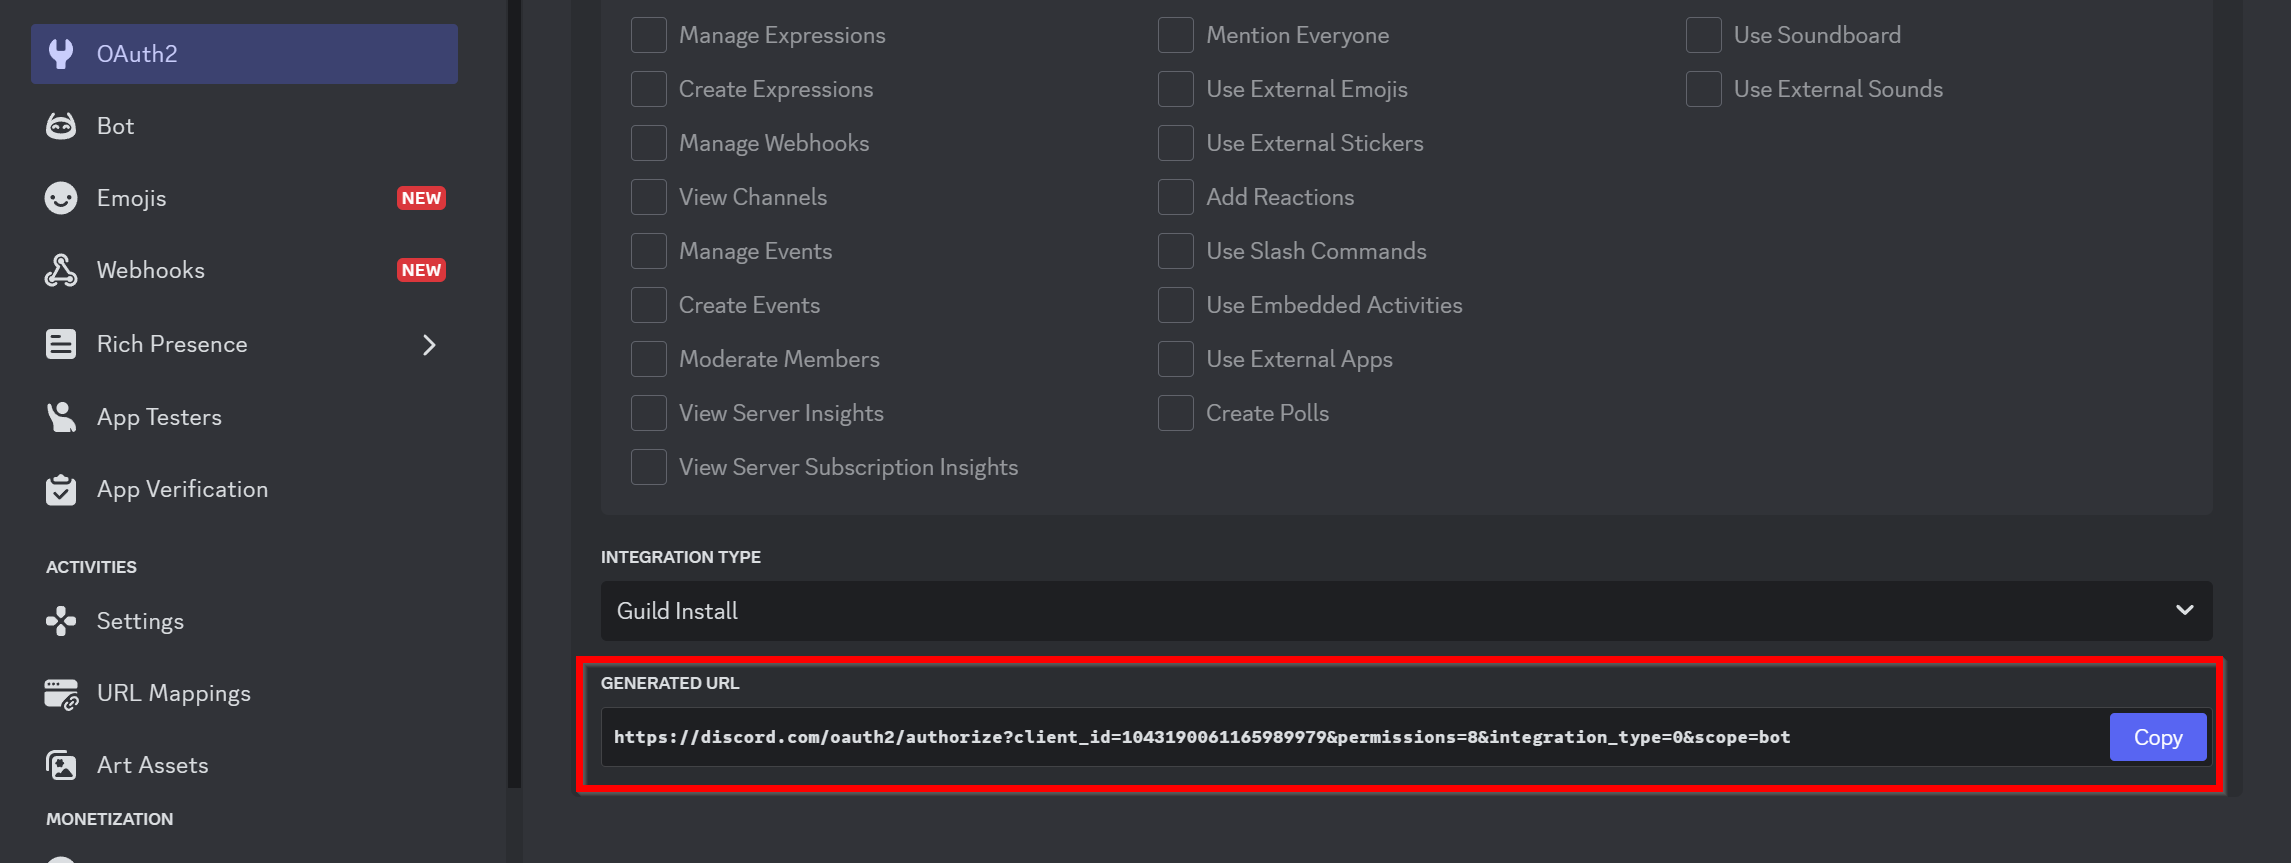 OAuth2
Bot
Emojis NEW
Webhooks NEW
Rich Presence
App Testers
App Verification
ACTIVITIES
Settings
URL Mappings
Art Assets
MONETIZATION
Manage Expressions
Create Expressions
Manage Webhooks
View Channels
Manage Events
Create Events
Moderate Members
View Server Insights
View Server Subscription Insights
Mention Everyone
Use External Emojis
Use External Stickers
Add Reactions
Use Slash Commands
Use Embedded Activities
Use External Apps
Create Polls
Use Soundboard
Use External Sounds
INTEGRATION TYPE
Guild Install
GENERATED URL
https://discord.com/oauth2/authorize?client_id=1043190061165989979&permissions=8&integration_type=0&scope=bot
Copy